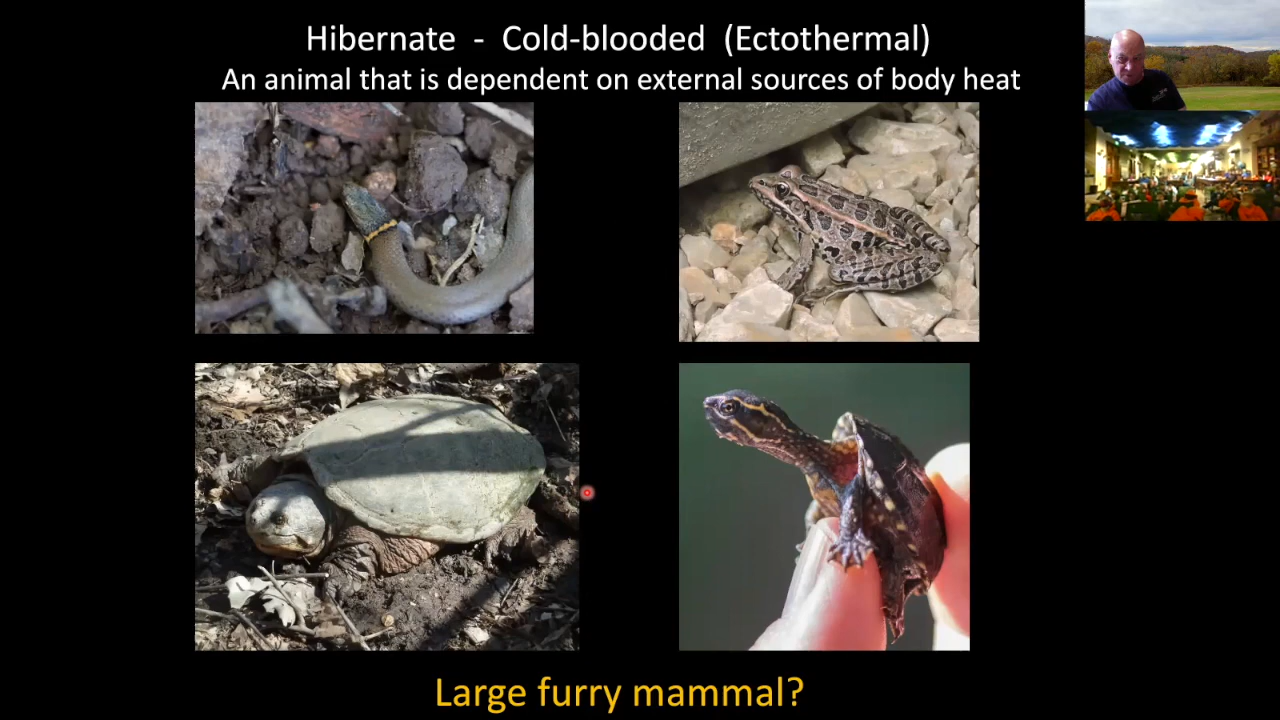 Hibernate - Cold-blooded (Ectothermal)
An animal that is dependent on external sources of body heat
Large furry mammal?